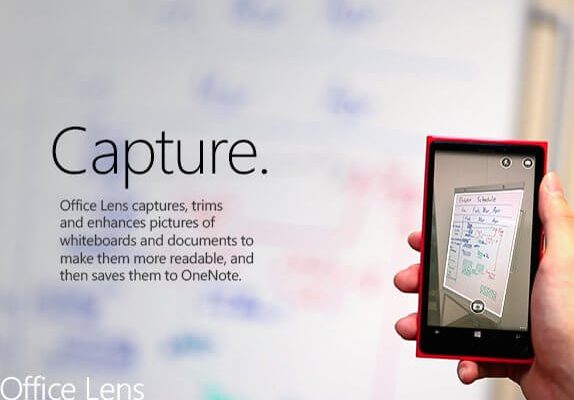 Capture.
Office Lens captures, trims
and enhances pictures of
whiteboards and documents to
make them more readable, and
then saves them to OneNote.
Schedule
Office Lens